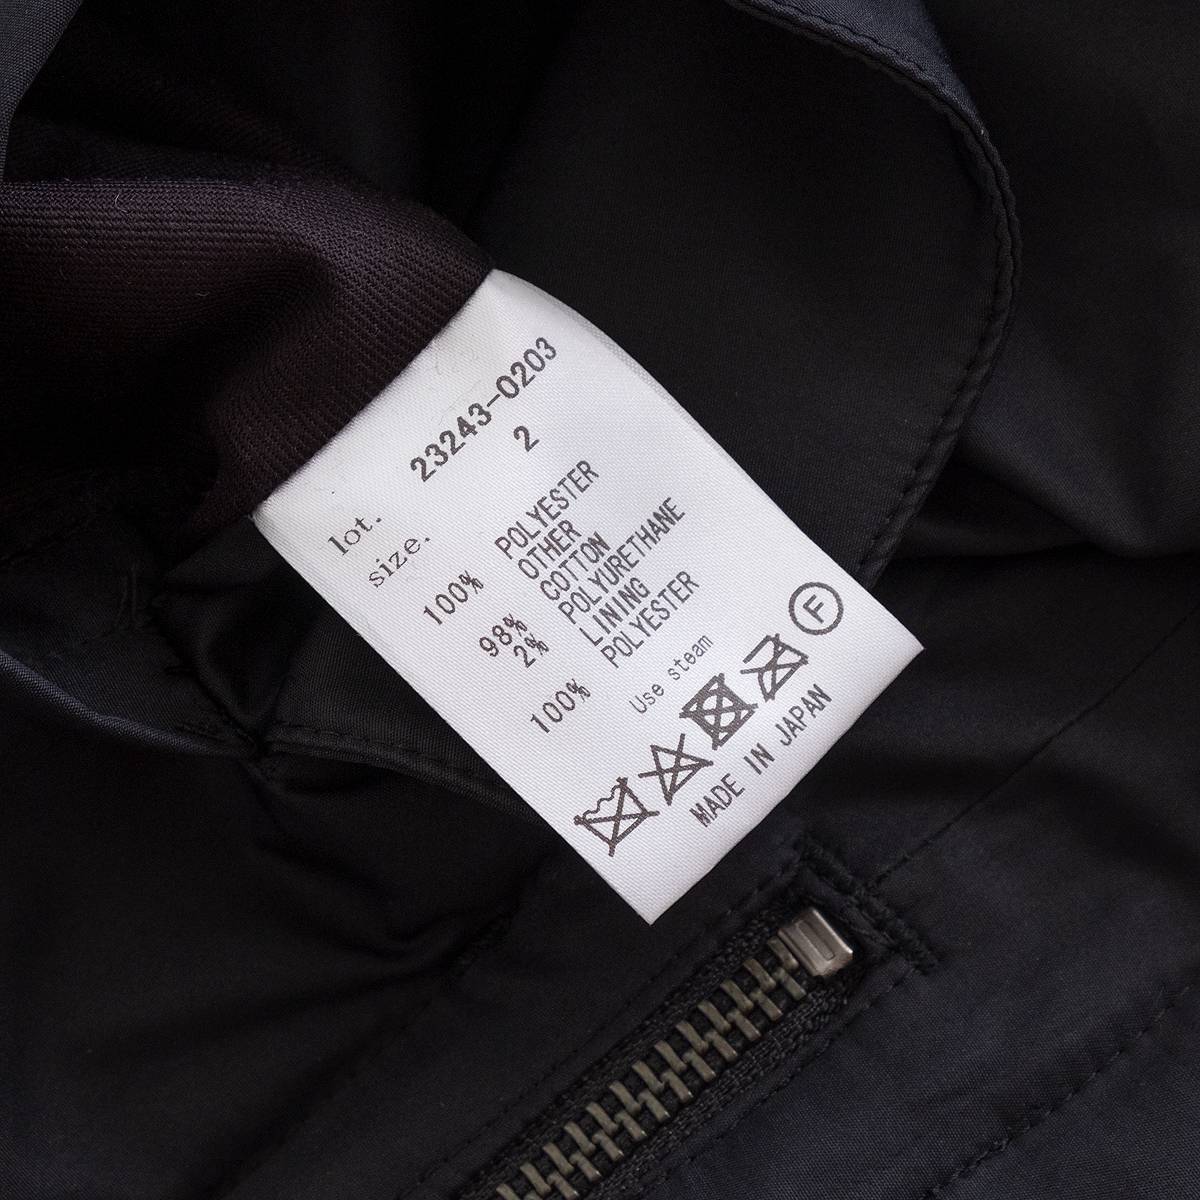 lot. 23243-0203
size. 2
100% POLYESTER
OTHER
98% COTTON
2% POLYURETHANE
LINING
100% POLYESTER
Use steam
F
MADE IN JAPAN